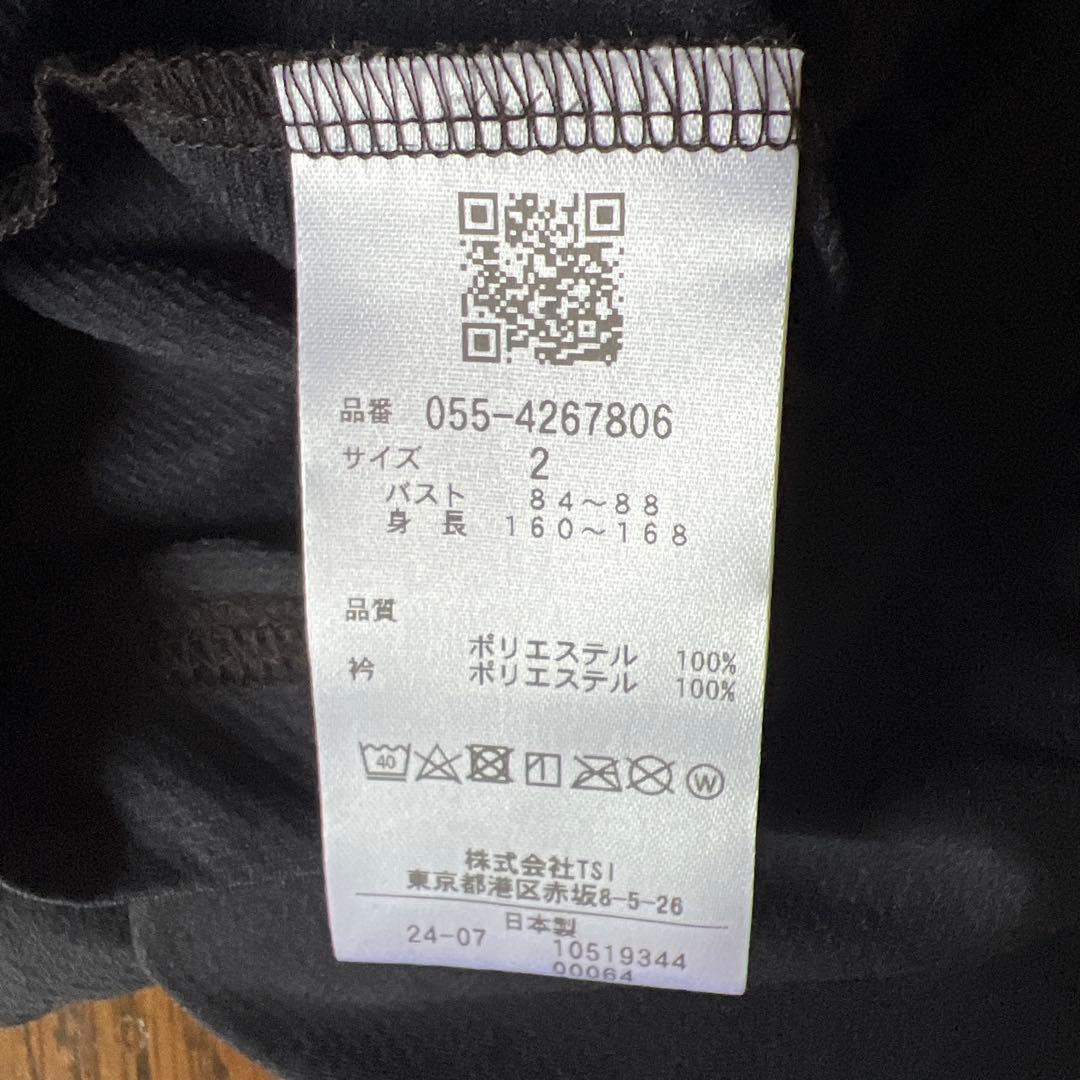 品番 055-4267806
サイズ 2
バスト 84～88
身長 160～168
品質
ポリエステル 100%
衿 ポリエステル 100%
40
W
株式会社TSI
東京都港区赤坂8-5-26
日本製
24-07 10519344
00064